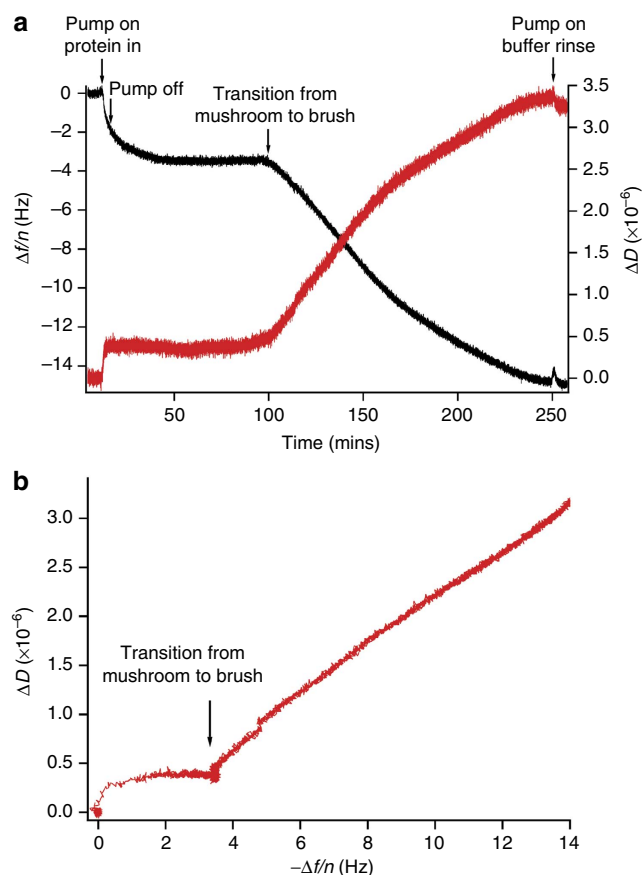 a
Pump on
protein in
Pump off
Transition from
mushroom to brush
Pump on
buffer rinse
0
−2
−4
−6
−8
−10
−12
−14
Δf/n (Hz)
3.5
3.0
2.5
2.0
1.5
1.0
0.5
0.0
ΔD (×10⁻⁶)
50
100
150
200
250
Time (mins)
b
3.0
2.0
1.0
0.5
0.0
ΔD (×10⁻⁶)
Transition from
mushroom to brush
0
2
4
6
8
10
12
14
−Δf/n (Hz)